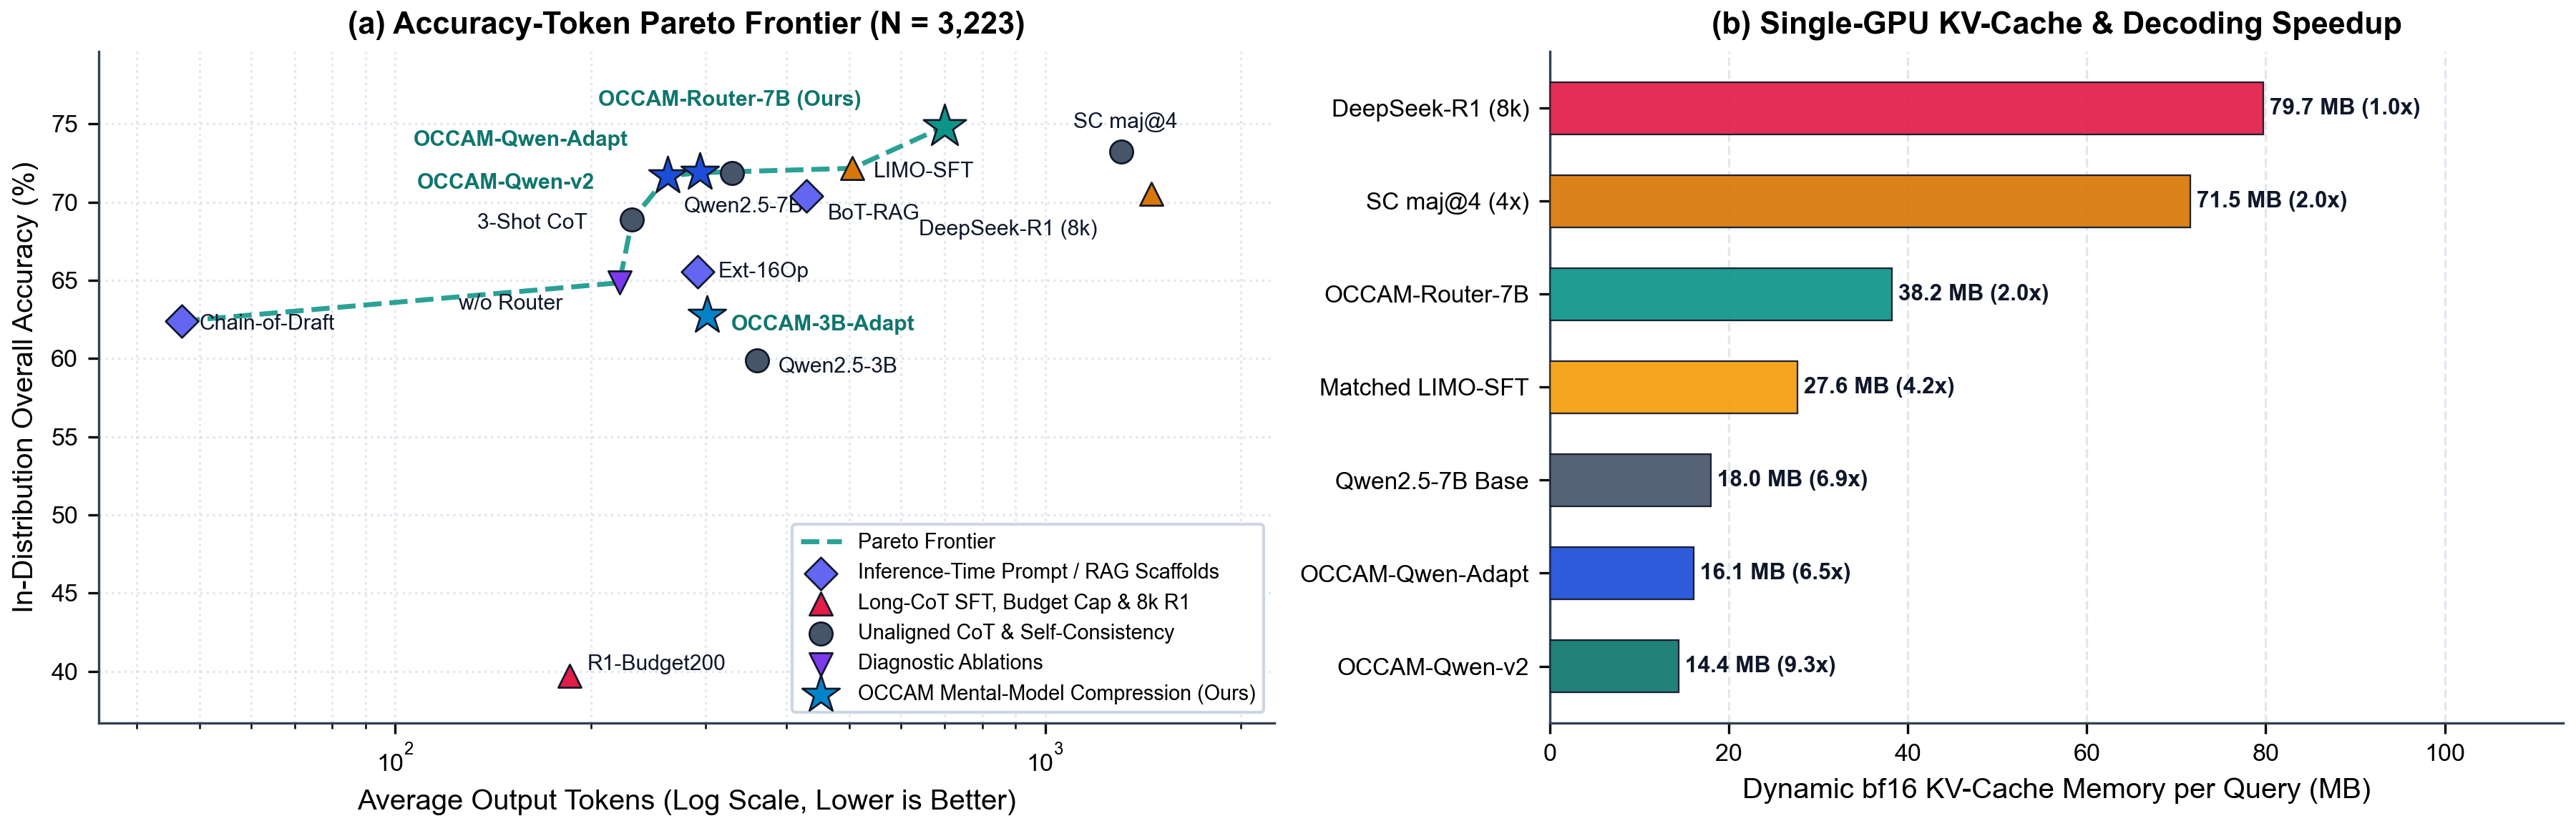 (a) Accuracy-Token Pareto Frontier (N = 3,223)
In-Distribution Overall Accuracy (%)
75
70
65
60
55
50
45
40
OCCAM-Router-7B (Ours)
OCCAM-Qwen-Adapt
OCCAM-Qwen-v2
3-Shot CoT
SC maj@4
LIMO-SFT
Qwen2.5-7B
BoT-RAG
DeepSeek-R1 (8k)
Ext-16Op
w/o Router
Chain-of-Draft
OCCAM-3B-Adapt
Qwen2.5-3B
R1-Budget200
Pareto Frontier
Inference-Time Prompt / RAG Scaffolds
Long-CoT SFT, Budget Cap & 8k R1
Unaligned CoT & Self-Consistency
Diagnostic Ablations
OCCAM Mental-Model Compression (Ours)
10²
10³
Average Output Tokens (Log Scale, Lower is Better)
(b) Single-GPU KV-Cache & Decoding Speedup
DeepSeek-R1 (8k)
79.7 MB (1.0x)
SC maj@4 (4x)
71.5 MB (2.0x)
OCCAM-Router-7B
38.2 MB (2.0x)
Matched LIMO-SFT
27.6 MB (4.2x)
Qwen2.5-7B Base
18.0 MB (6.9x)
OCCAM-Qwen-Adapt
16.1 MB (6.5x)
OCCAM-Qwen-v2
14.4 MB (9.3x)
0
20
40
60
80
100
Dynamic bf16 KV-Cache Memory per Query (MB)